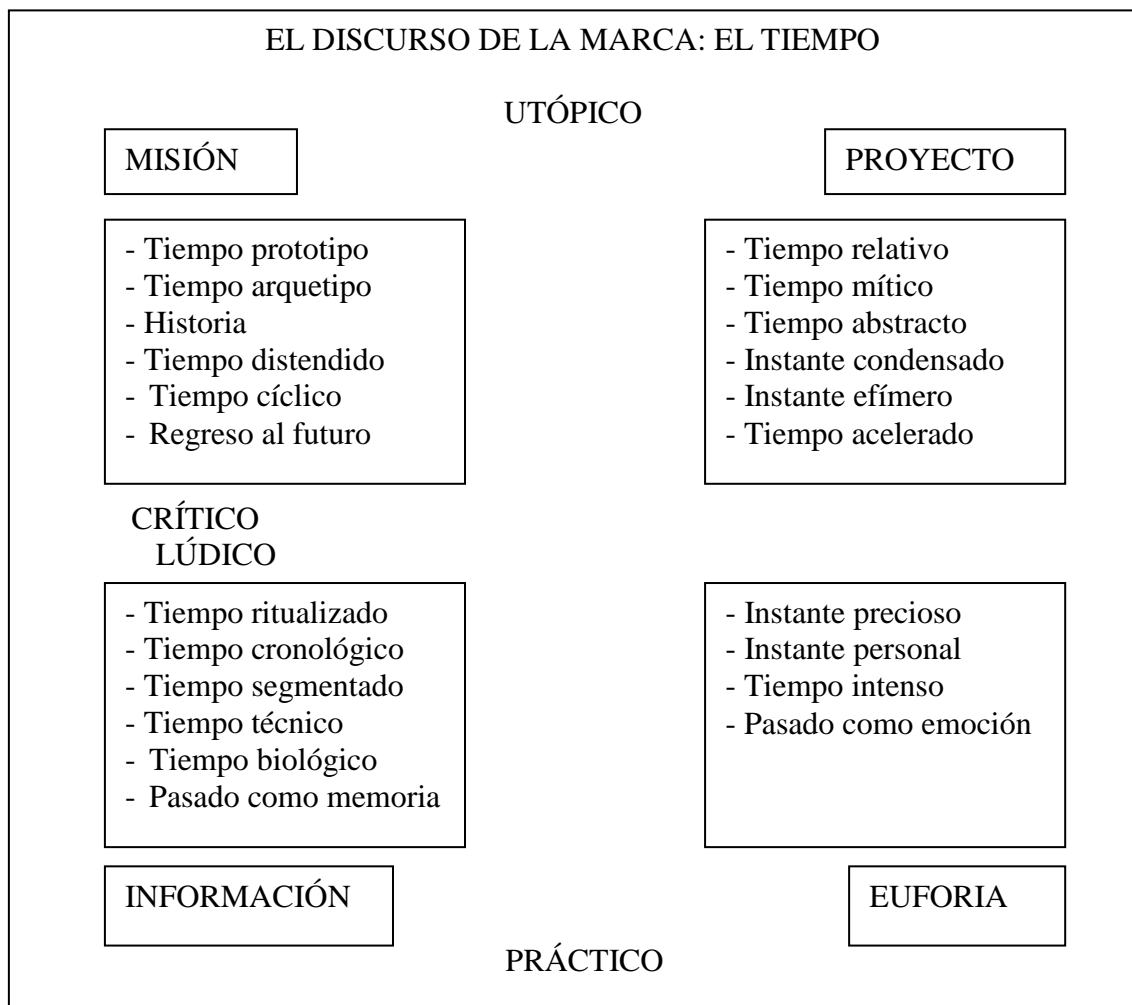 EL DISCURSO DE LA MARCA: EL TIEMPO
UTÓPICO
MISIÓN
PROYECTO
- Tiempo prototipo
- Tiempo arquetipo
- Historia
- Tiempo distendido
- Tiempo cíclico
- Regreso al futuro
- Tiempo relativo
- Tiempo mítico
- Tiempo abstracto
- Instante condensado
- Instante efímero
- Tiempo acelerado
CRÍTICO
LÚDICO
- Tiempo ritualizado
- Tiempo cronológico
- Tiempo segmentado
- Tiempo técnico
- Tiempo biológico
- Pasado como memoria
- Instante precioso
- Instante personal
- Tiempo intenso
- Pasado como emoción
INFORMACIÓN
EUFORIA
PRÁCTICO